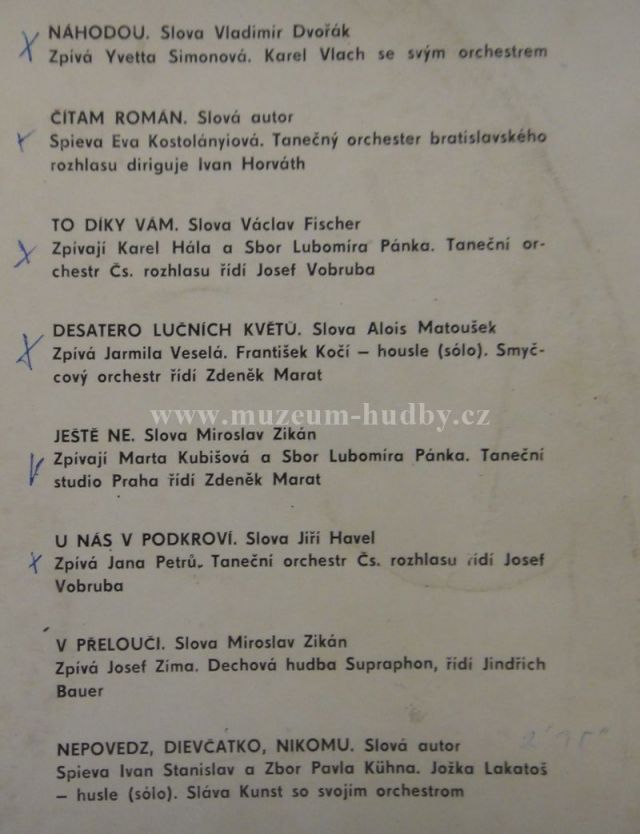 NÁHODOU. Slova Vladimír Dvořák
Zpívá Yvetta Simonová. Karel Vlach se svým orchestrem
ČÍTAM ROMÁN. Slová autor
Spieva Eva Kostolányiová. Tanečný orchester bratislavského
rozhlasu diriguje Ivan Horváth
TO DÍKY VÁM. Slova Václav Fischer
Zpívají Karel Hála a Sbor Lubomíra Pánka. Taneční or-
chestr Čs. rozhlasu řídí Josef Vobruba
DESATERO LUČNÍCH KVĚTŮ. Slova Alois Matoušek
Zpívá Jarmila Veselá. František Kočí – housle (sólo). Smyč-
cový orchestr řídí Zdeněk Marat
www.muzeum-hudby.cz
JEŠTĚ NE. Slova Miroslav Zikán
Zpívají Marta Kubišová a Sbor Lubomíra Pánka. Taneční
studio Praha řídí Zdeněk Marat
U NÁS V PODKROVÍ. Slova Jiří Havel
Zpívá Jana Petrů. Taneční orchestr Čs. rozhlasu řídí Josef
Vobruba
V PŘELOUČI. Slova Miroslav Zikán
Zpívá Josef Zíma. Dechová hudba Supraphon, řídí Jindřich
Bauer
NEPOVEDZ, DIEVČATKO, NIKOMU. Slová autor
Spieva Ivan Stanislav a Zbor Pavla Kühna. Jožka Lakatoš
– husle (sólo). Sláva Kunst so svojím orchestrom